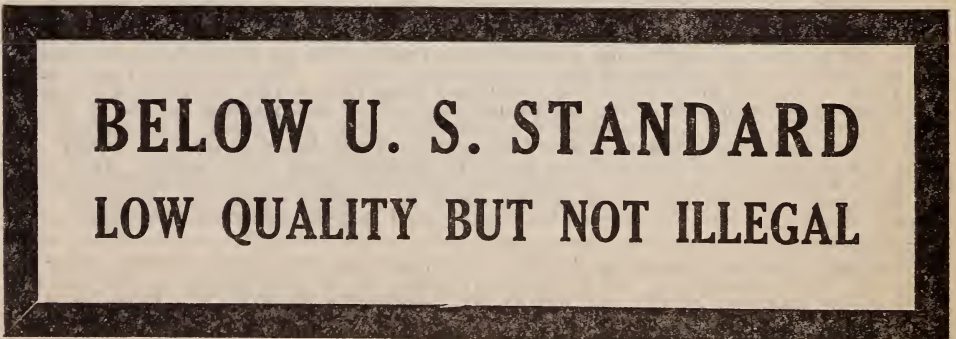 BELOW U. S. STANDARD
LOW QUALITY BUT NOT ILLEGAL